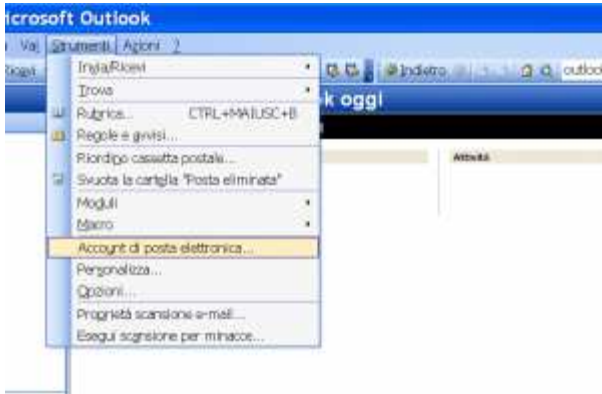 icrosoft Outlook
Vai Strumenti Azioni ?
Invia/Ricevi
Indietro
Trova
k oggi
Rubrica... CTRL+MAIUSC+B
Regole e avvisi...
Riordino cassetta postale...
Attività
Svuota la cartella "Posta eliminata"
Moduli
Macro
Account di posta elettronica...
Personalizza...
Opzioni...
Proprietà scansione e-mail...
Esegui scansione per minacce...